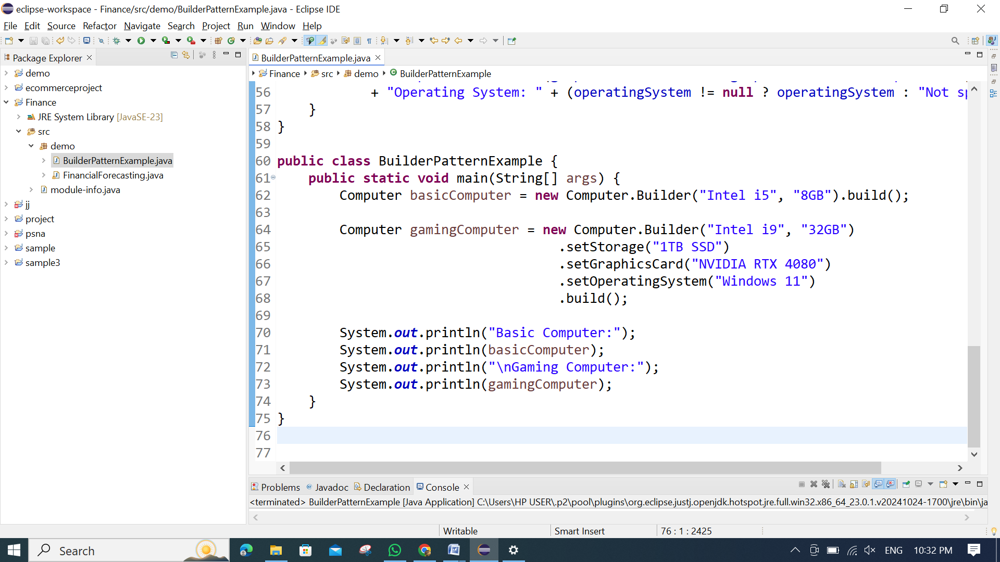 eclipse-workspace - Finance/src/demo/BuilderPatternExample.java - Eclipse IDE
File Edit Source Refactor Navigate Search Project Run Window Help
Package Explorer
demo
ecommerceproject
Finance
JRE System Library [JavaSE-23]
src
demo
BuilderPatternExample.java
FinancialForecasting.java
module-info.java
jj
project
psna
sample
sample3
BuilderPatternExample.java
Finance src demo BuilderPatternExample
56 + "Operating System: " + (operatingSystem != null ? operatingSystem : "Not sp
57 }
58 }
59
60 public class BuilderPatternExample {
61 public static void main(String[] args) {
62 Computer basicComputer = new Computer.Builder("Intel i5", "8GB").build();
63
64 Computer gamingComputer = new Computer.Builder("Intel i9", "32GB")
65 .setStorage("1TB SSD")
66 .setGraphicsCard("NVIDIA RTX 4080")
67 .setOperatingSystem("Windows 11")
68 .build();
69
70 System.out.println("Basic Computer:");
71 System.out.println(basicComputer);
72 System.out.println("\nGaming Computer:");
73 System.out.println(gamingComputer);
74 }
75 }
76
77
Problems Javadoc Declaration Console
<terminated> BuilderPatternExample [Java Application] C:\Users\HP USER\.p2\pool\plugins\org.eclipse.justj.openjdk.hotspot.jre.full.win32.x86_64_23.0.1.v20241024-1700\jre\bin\ja
Writable Smart Insert 76 : 1 : 2425
Search ENG 10:32 PM